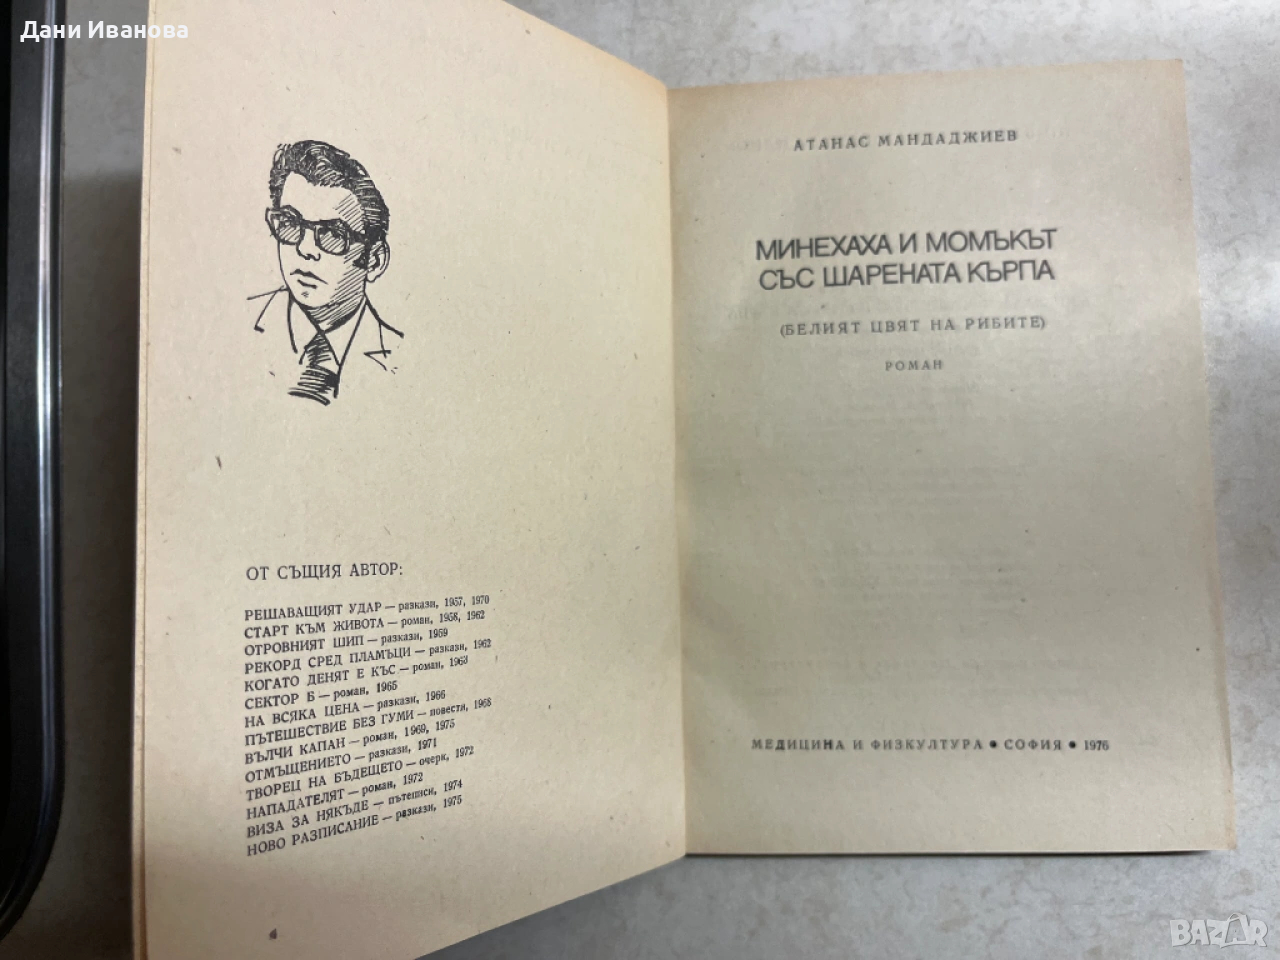 Дани Иванова
ОТ СЪЩИЯ АВТОР:
РЕШАВАЩИЯТ УДАР — разкази, 1957, 1970
СТАРТ КЪМ ЖИВОТА — роман, 1958, 1962
ОТРОВНИЯТ ШИП — разкази, 1959
РЕКОРД СРЕД ПЛАМЪЦИ — разкази, 1962
КОГАТО ДЕНЯТ Е КЪС — роман, 1963
СЕКТОР Б — роман, 1965
НА ВСЯКА ЦЕНА — разкази, 1966
ПЪТЕШЕСТВИЕ БЕЗ ГУМИ — повести, 1968
ВЪЛЧИ КАПАН — роман, 1969, 1975
ОТМЪЩЕНИЕТО — разкази, 1971
ТВОРЕЦ НА БЪДЕЩЕТО — очерк, 1972
НАПАДАТЕЛЯТ — роман, 1972
ВИЗА ЗА НЯКЪДЕ — пътеписи, 1974
НОВО РАЗПИСАНИЕ — разкази, 1975
4
АТАНАС МАНДАДЖИЕВ
МИНЕХАХА И МОМЪКЪТ
СЪС ШАРЕНАТА КЪРПА
(БЕЛИЯТ ЦВЯТ НА РИБИТЕ)
РОМАН
МЕДИЦИНА И ФИЗКУЛТУРА • СОФИЯ • 1976
BAZAR